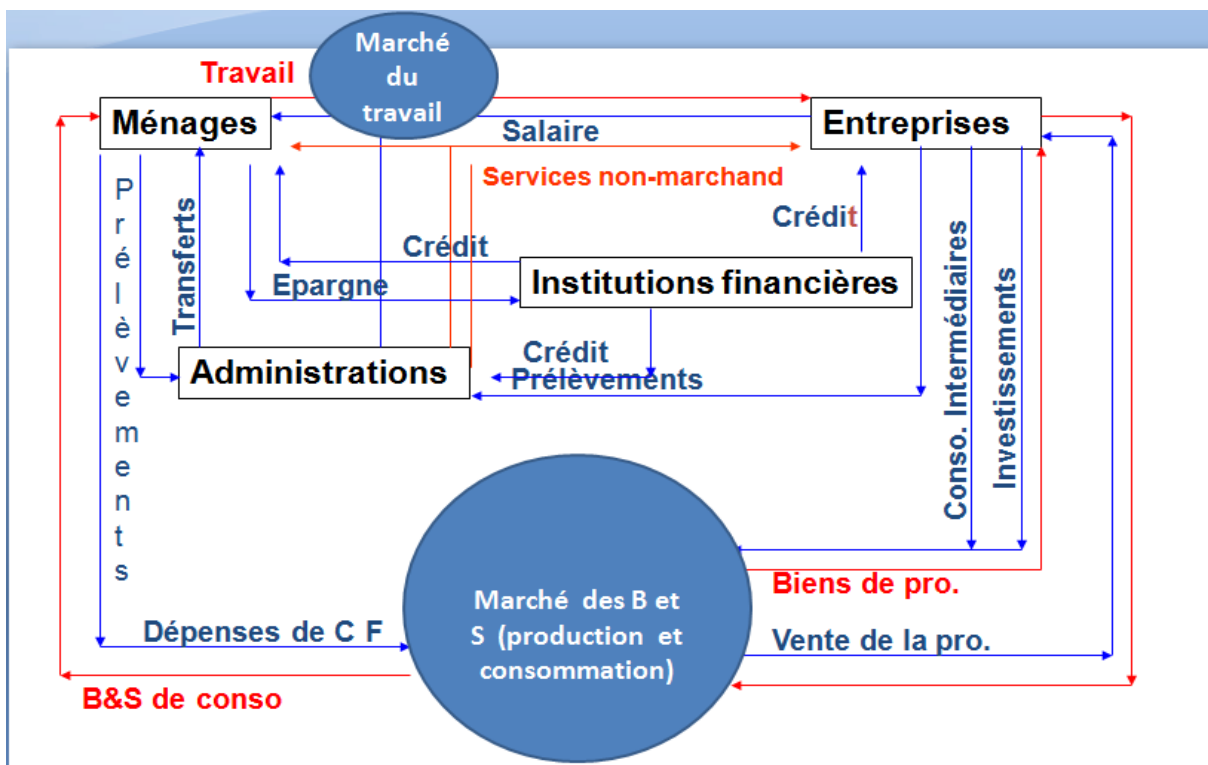 Marché
du
travail
Travail
Ménages
Entreprises
Salaire
Services non-marchand
Prélèvements
Transferts
Crédit
Crédit
Epargne
Institutions financières
Conso. Intermédiaires
Investissements
Crédit
Prélèvements
Administrations
Biens de pro.
Marché des B et
S (production et
consommation)
Dépenses de C F
Vente de la pro.
B&S de conso